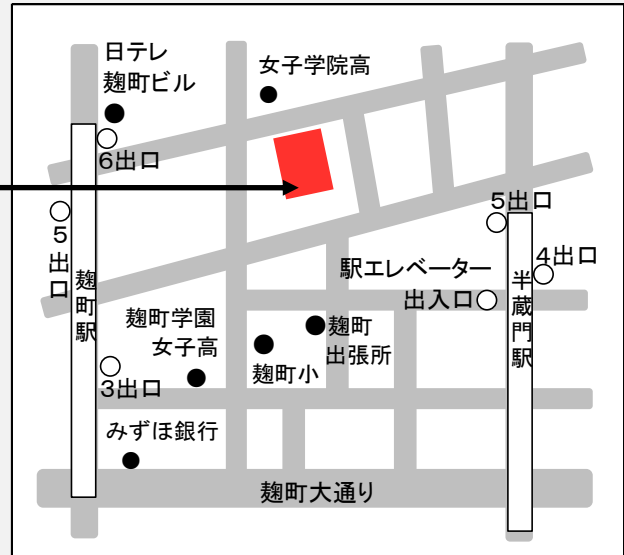 日テレ
麹町ビル
女子学院高
6出口
5出口
5出口
4出口
麹町駅
駅エレベーター
出入口
半蔵門駅
麹町学園
女子高
麹町
出張所
麹町小
3出口
みずほ銀行
麹町大通り